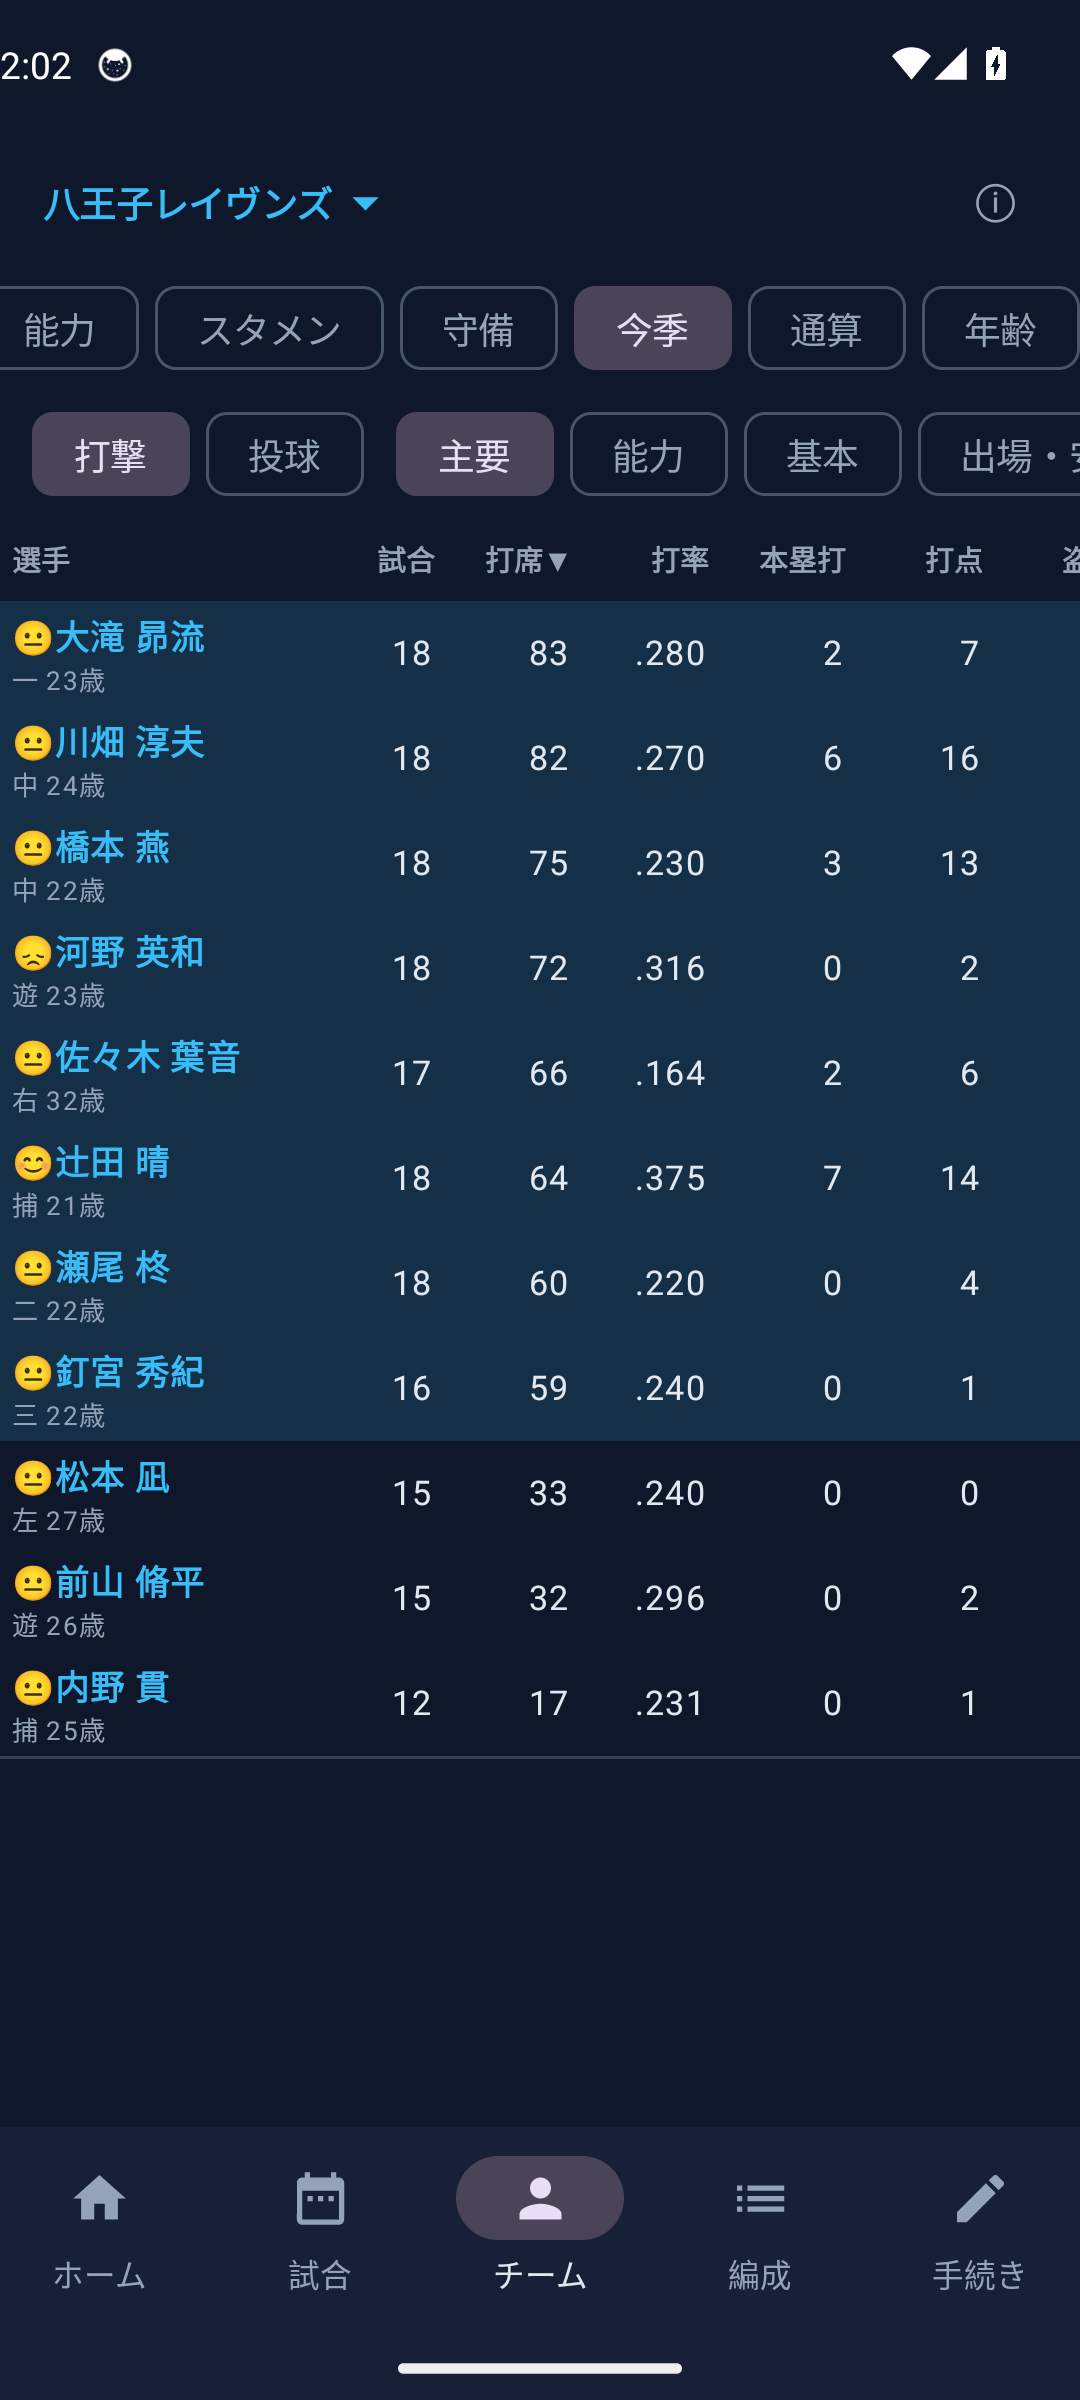 2:02
八王子レイヴンズ
能力 スタメン 守備 今季 通算 年齢
打撃 投球 主要 能力 基本 出場・
選手 試合 打席▼ 打率 本塁打 打点
大滝 昴流 18 83 .280 2 7
一 23歳
川畑 淳夫 18 82 .270 6 16
中 24歳
橋本 燕 18 75 .230 3 13
中 22歳
河野 英和 18 72 .316 0 2
遊 23歳
佐々木 葉音 17 66 .164 2 6
右 32歳
辻田 晴 18 64 .375 7 14
捕 21歳
瀬尾 柊 18 60 .220 0 4
二 22歳
釘宮 秀紀 16 59 .240 0 1
三 22歳
松本 凪 15 33 .240 0 0
左 27歳
前山 脩平 15 32 .296 0 2
遊 26歳
内野 貫 12 17 .231 0 1
捕 25歳
ホーム 試合 チーム 編成 手続き